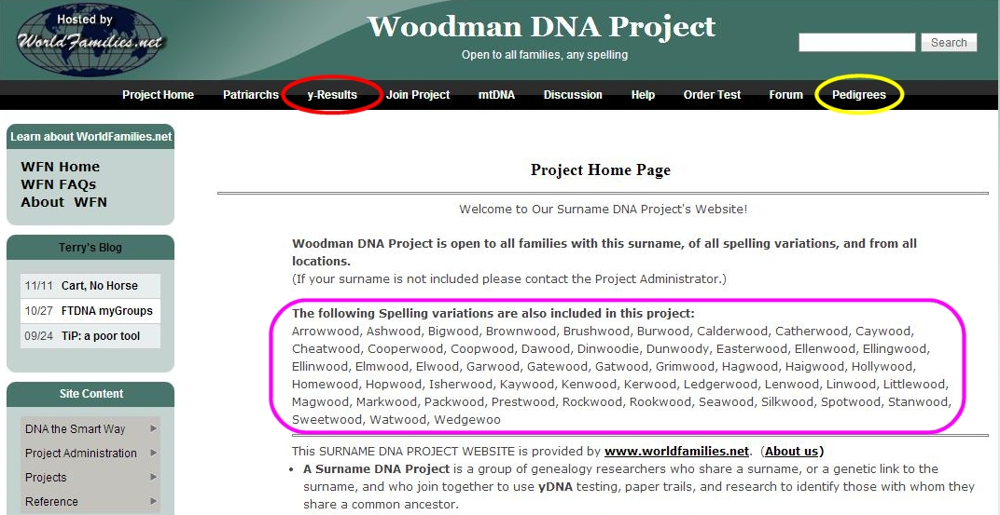 Hosted by
WorldFamilies.net
Woodman DNA Project
Open to all families, any spelling
Search
Project Home Patriarchs y-Results Join Project mtDNA Discussion Help Order Test Forum Pedigrees
Learn about WorldFamilies.net
WFN Home
WFN FAQs
About WFN
Terry's Blog
11/11 Cart, No Horse
10/27 FTDNA myGroups
09/24 TiP: a poor tool
Site Content
DNA the Smart Way
Project Administration
Projects
Reference
Project Home Page
Welcome to Our Surname DNA Project's Website!
Woodman DNA Project is open to all families with this surname, of all spelling variations, and from all
locations.
(If your surname is not included please contact the Project Administrator.)
The following Spelling variations are also included in this project:
Arrowwood, Ashwood, Bigwood, Brownwood, Brushwood, Burwood, Calderwood, Catherwood, Caywood,
Cheatwood, Cooperwood, Coopwood, Dawood, Dinwoodie, Dunwoody, Easterwood, Ellenwood, Ellingwood,
Ellinwood, Elmwood, Elwood, Garwood, Gatewood, Gatwood, Grimwood, Hagwood, Haigwood, Hollywood,
Homewood, Hopwood, Isherwood, Kaywood, Kenwood, Kerwood, Ledgerwood, Lenwood, Linwood, Littlewood,
Magwood, Markwood, Packwood, Prestwood, Rockwood, Rookwood, Seawood, Silkwood, Spotwood, Stanwood,
Sweetwood, Watwood, Wedgewoo
This SURNAME DNA PROJECT WEBSITE is provided by www.worldfamilies.net. (About us)
• A Surname DNA Project is a group of genealogy researchers who share a surname, or a genetic link to the
surname, and who join together to use yDNA testing, paper trails, and research to identify those with whom they
share a common ancestor.